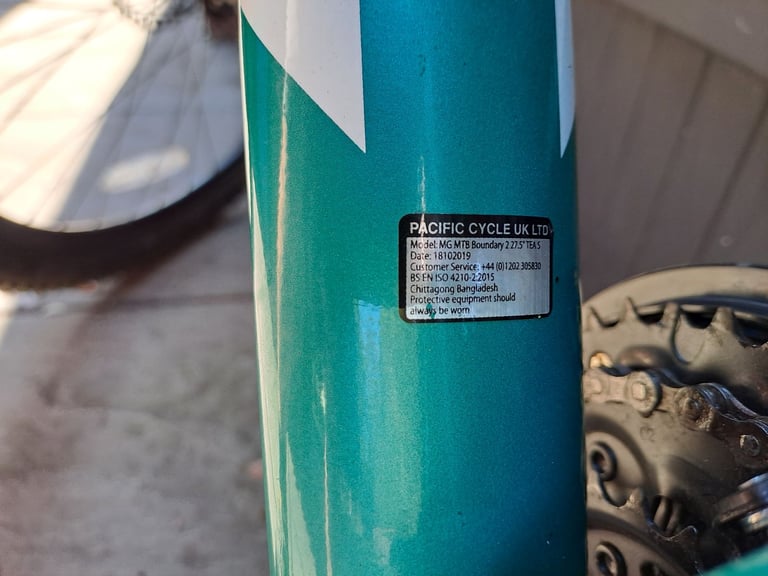 PACIFIC CYCLE UK LTD
Model: MG MTB Boundary 2 27.5" TEA S
Date: 18102019
Customer Service: +44 (0)1202 305830
BS EN ISO 4210-2:2015
Chittagong Bangladesh
Protective equipment should
always be worn